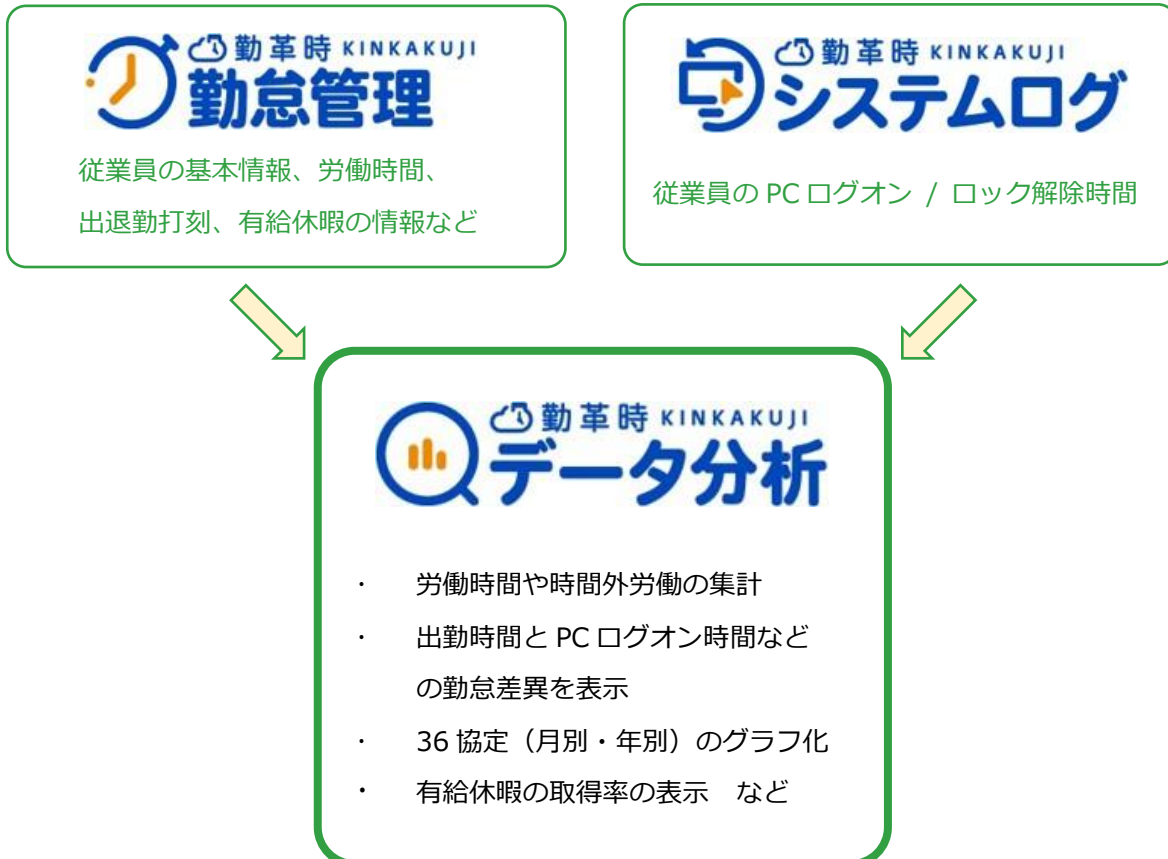 勤革時 KINKAKUJI
勤怠管理
従業員の基本情報、労働時間、
出退勤打刻、有給休暇の情報など
勤革時 KINKAKUJI
システムログ
従業員の PC ログオン / ロック解除時間
勤革時 KINKAKUJI
データ分析
・ 労働時間や時間外労働の集計
・ 出勤時間と PC ログオン時間など
の勤怠差異を表示
・ 36 協定（月別・年別）のグラフ化
・ 有給休暇の取得率の表示　など